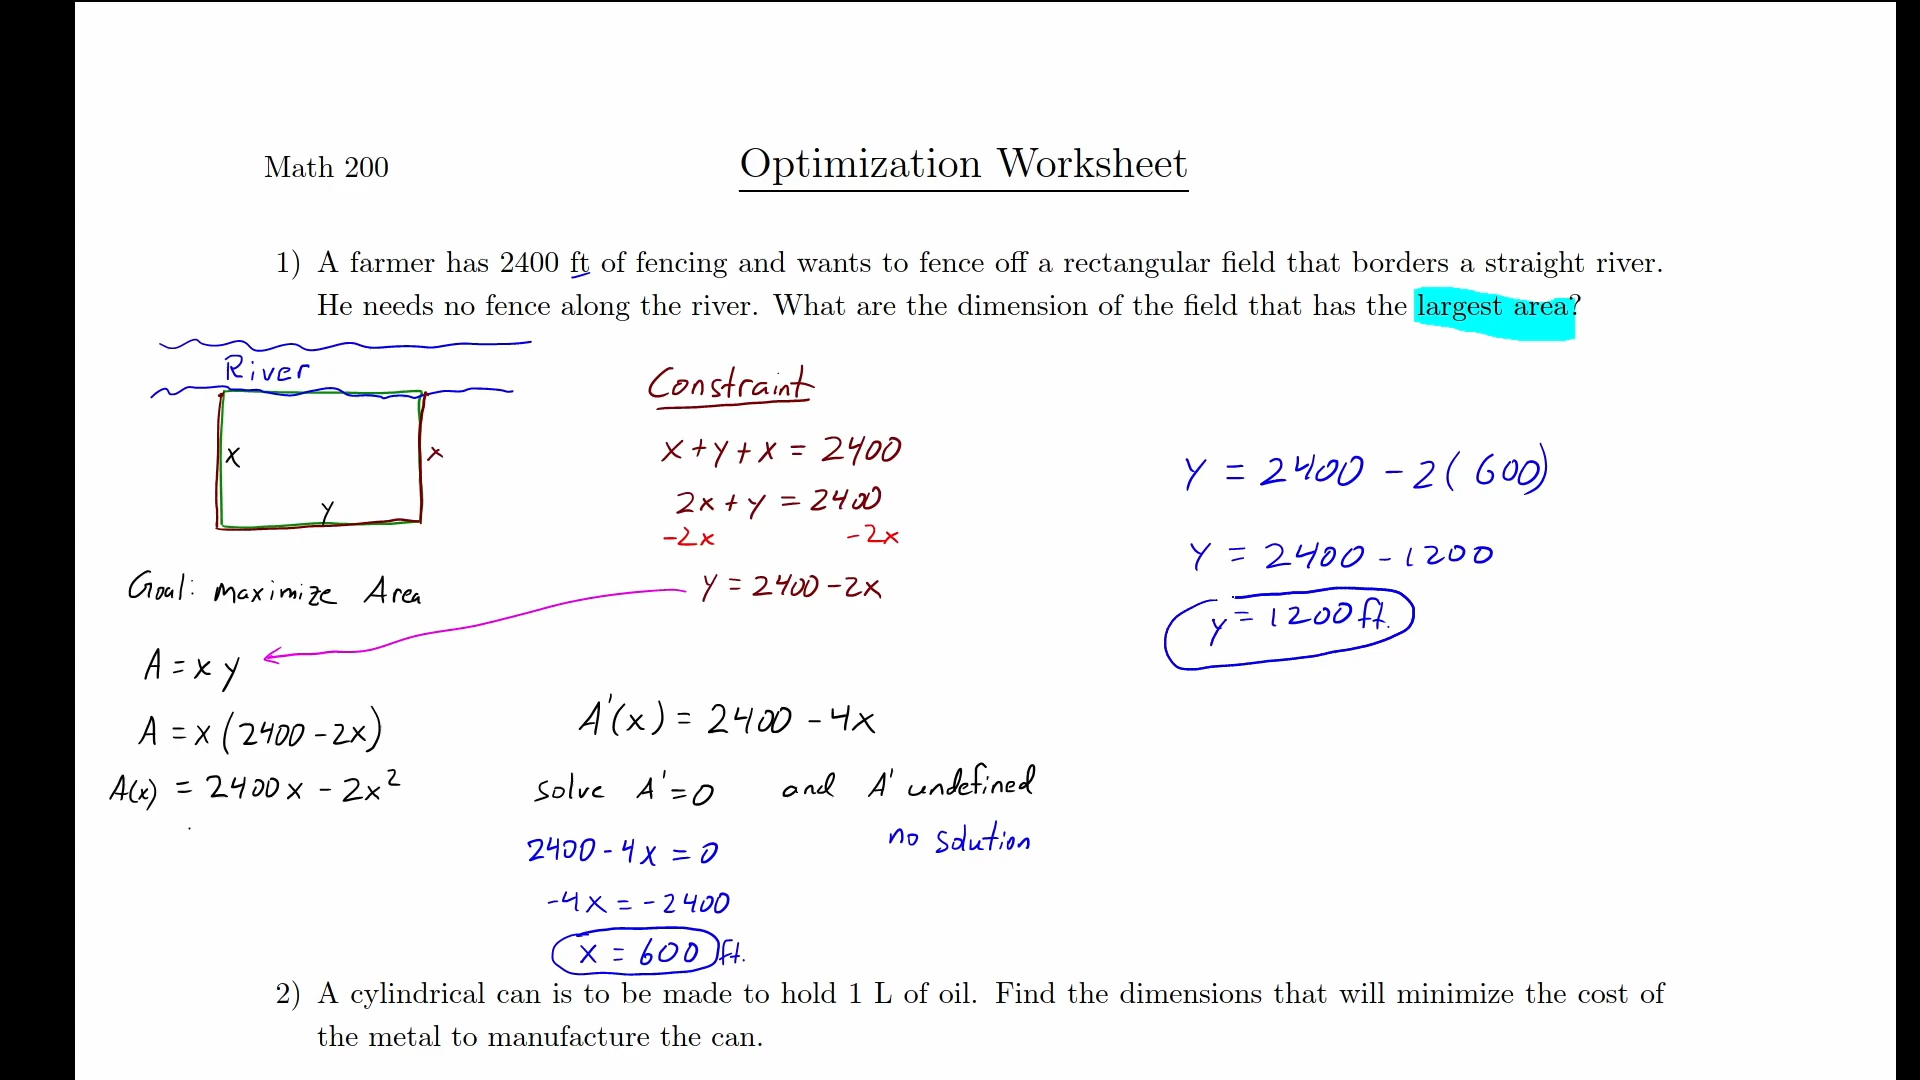 Math 200
Optimization Worksheet
1) A farmer has 2400 ft of fencing and wants to fence off a rectangular field that borders a straight river.
He needs no fence along the river. What are the dimension of the field that has the largest area?
River
x
x
y
Goal: maximize Area
A = x y
A = x (2400 - 2x)
A(x) = 2400x - 2x²
Constraint
x + y + x = 2400
2x + y = 2400
-2x -2x
y = 2400 - 2x
A'(x) = 2400 - 4x
solve A' = 0 and A' undefined
no solution
2400 - 4x = 0
-4x = -2400
x = 600 ft.
y = 2400 - 2(600)
y = 2400 - 1200
y = 1200 ft.
2) A cylindrical can is to be made to hold 1 L of oil. Find the dimensions that will minimize the cost of
the metal to manufacture the can.